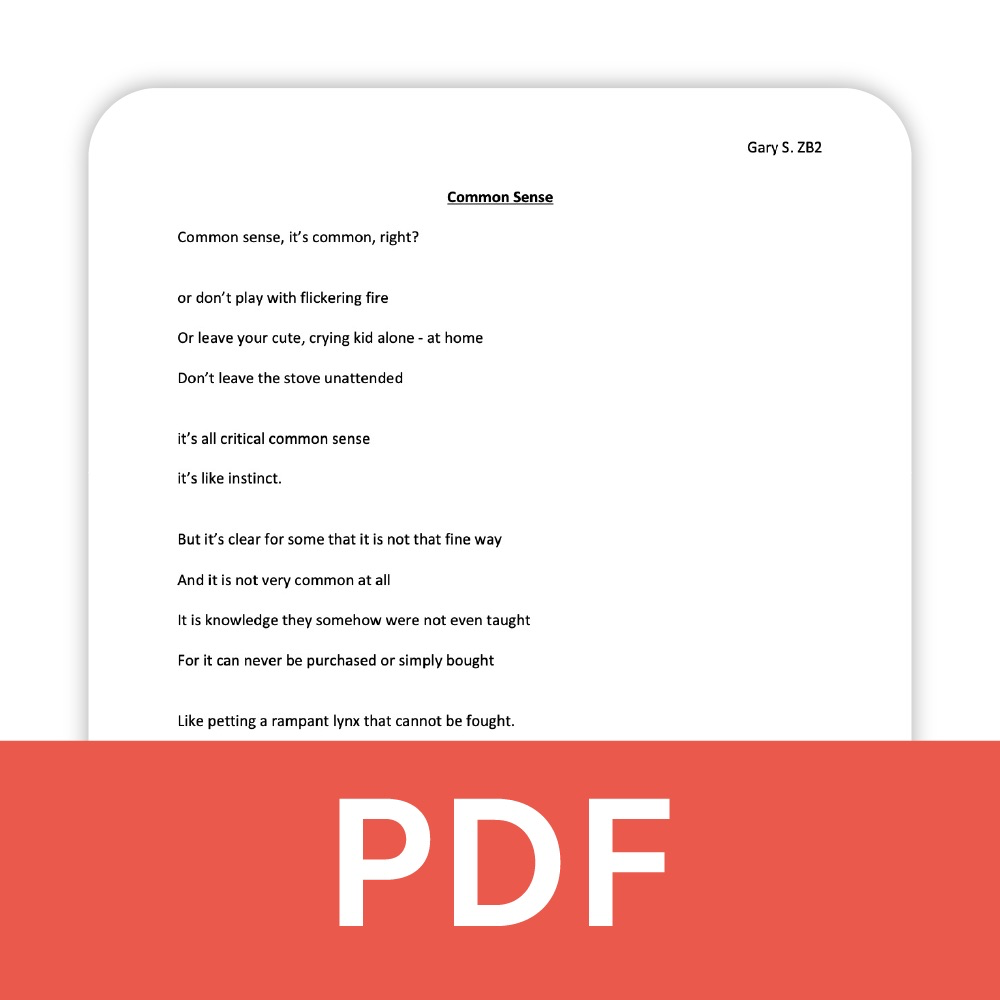 Gary S. ZB2
Common Sense
Common sense, it’s common, right?
or don’t play with flickering fire
Or leave your cute, crying kid alone - at home
Don’t leave the stove unattended
it’s all critical common sense
it’s like instinct.
But it’s clear for some that it is not that fine way
And it is not very common at all
It is knowledge they somehow were not even taught
For it can never be purchased or simply bought
Like petting a rampant lynx that cannot be fought.
PDF